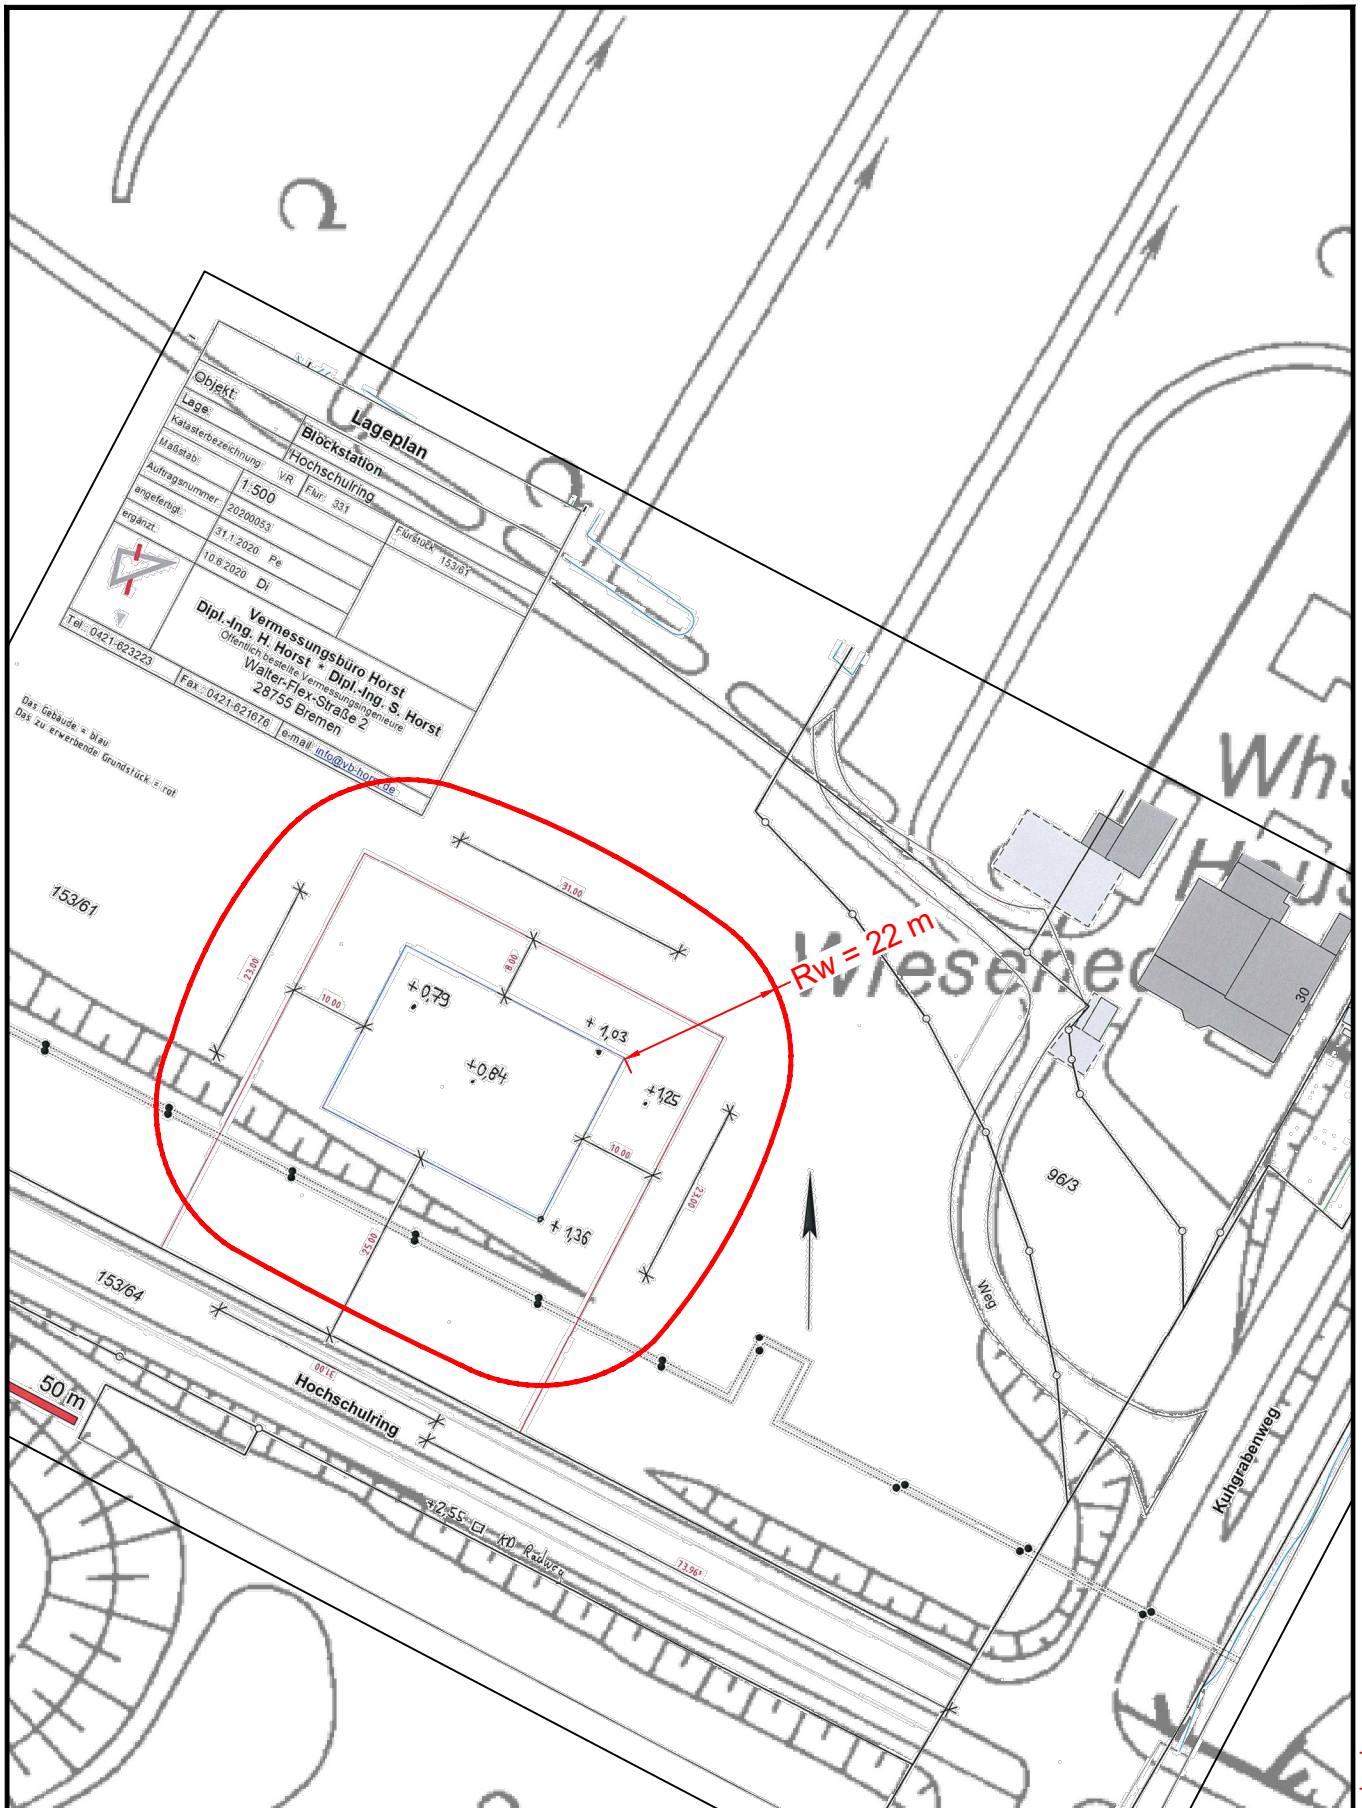 Lageplan
Objekt:
Blockstation
Lage:
Hochschulring
Katasterbezeichnung:
VR
Flur: 331
Flurstück: 153/61
Maßstab:
1:500
Auftragsnummer:
20200053
angefertigt:
31.1.2020 Pe
ergänzt:
10.6.2020 Di
Vermessungsbüro Horst
Dipl.-Ing. H. Horst * Dipl.-Ing. S. Horst
Öffentlich bestellte Vermessungsingenieure
Walter-Flex-Straße 2
28755 Bremen
Tel.: 0421-623223
Fax.: 0421-621676
e-mail: info@vb-horst.de
Das Gebäude = blau
Das zu erwerbende Grundstück = rot
153/61
31.00
23.00
8.00
10.00
+ 0,79
+ 1,03
+0,84
+1,25
10.00
23.00
+ 1,36
25.00
Rw = 22 m
Whs
Haus
Wiesenec
30
96/3
Weg
153/64
31.00
Hochschulring
50 m
+2,55 KD Radweg
73.96⁵
Kuhgrabenweg